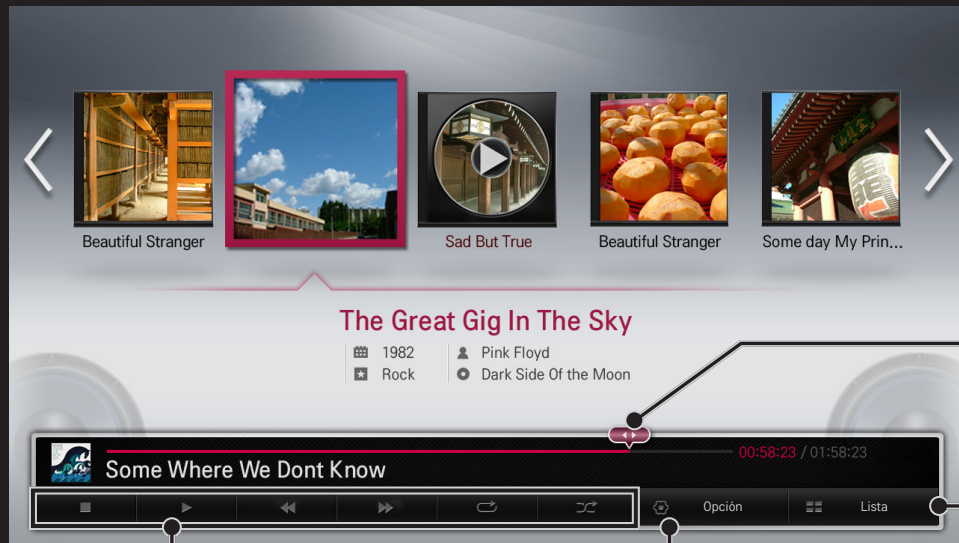 Beautiful Stranger
Sad But True
Beautiful Stranger
Some day My Prin...
The Great Gig In The Sky
1982
Pink Floyd
Rock
Dark Side Of the Moon
00:58:23 / 01:58:23
Some Where We Dont Know
Opción
Lista